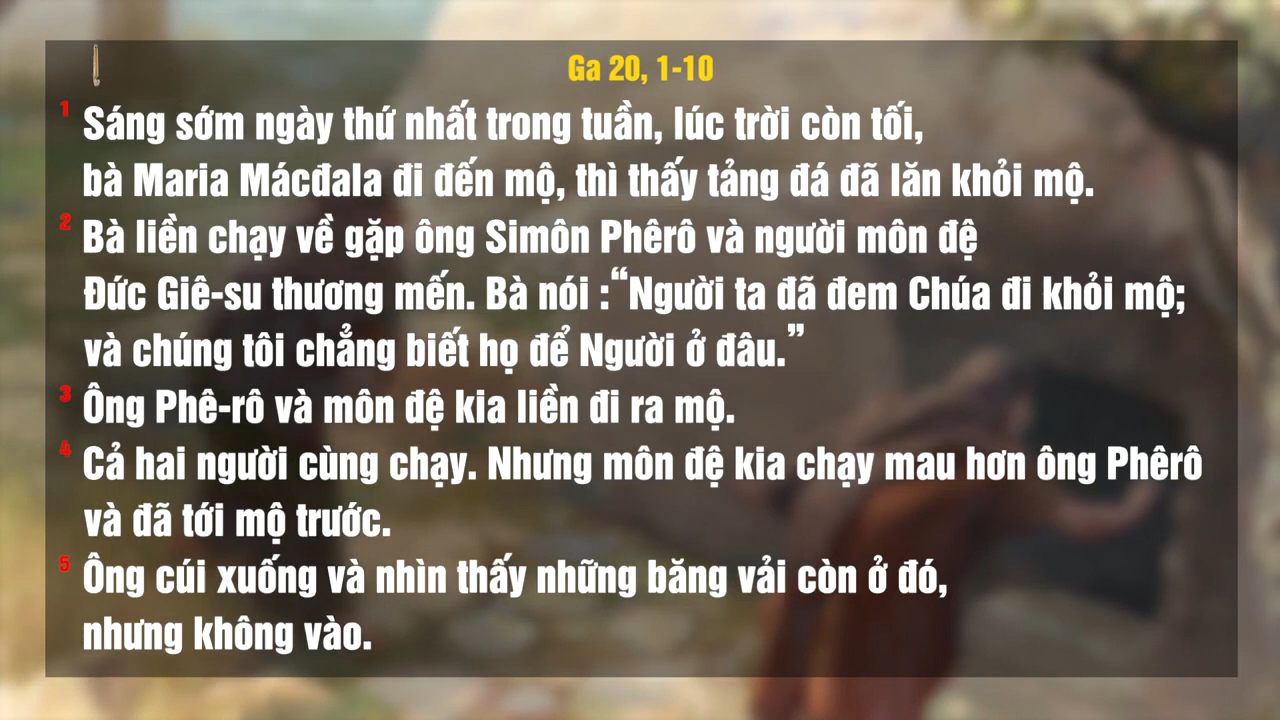 Ga 20, 1-10
1 Sáng sớm ngày thứ nhất trong tuần, lúc trời còn tối,
bà Maria Mácđala đi đến mộ, thì thấy tảng đá đã lăn khỏi mộ.
2 Bà liền chạy về gặp ông Simôn Phêrô và người môn đệ
Đức Giê-su thương mến. Bà nói :“Người ta đã đem Chúa đi khỏi mộ;
và chúng tôi chẳng biết họ để Người ở đâu.”
3 Ông Phê-rô và môn đệ kia liền đi ra mộ.
4 Cả hai người cùng chạy. Nhưng môn đệ kia chạy mau hơn ông Phêrô
và đã tới mộ trước.
5 Ông cúi xuống và nhìn thấy những băng vải còn ở đó,
nhưng không vào.